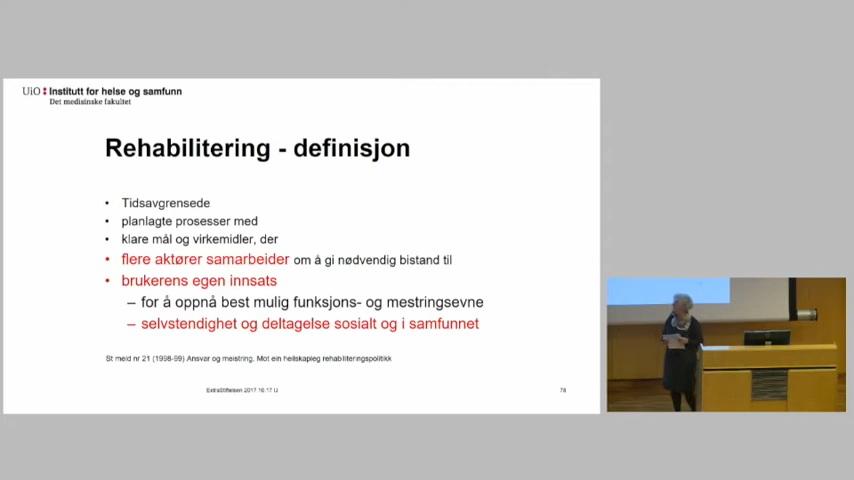 UiO Institutt for helse og samfunn
Det medisinske fakultet
Rehabilitering - definisjon
• Tidsavgrensede
• planlagte prosesser med
• klare mål og virkemidler, der
• flere aktører samarbeider om å gi nødvendig bistand til
• brukerens egen innsats
– for å oppnå best mulig funksjons- og mestringsevne
– selvstendighet og deltagelse sosialt og i samfunnet
St meld nr 21 (1998-99) Ansvar og meistring. Mot ein heilskapleg rehabiliteringspolitikk
ExtraStiftelsen 2017.10.17 IJ
78